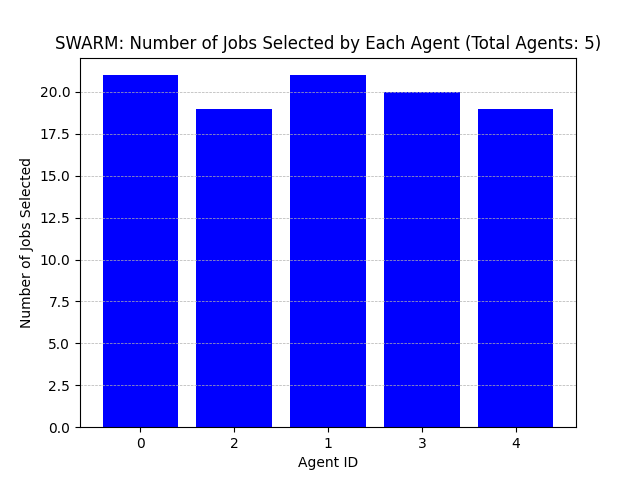 SWARM: Number of Jobs Selected by Each Agent (Total Agents: 5)
Number of Jobs Selected
20.0
17.5
15.0
12.5
10.0
7.5
5.0
2.5
0.0
0 2 1 3 4
Agent ID